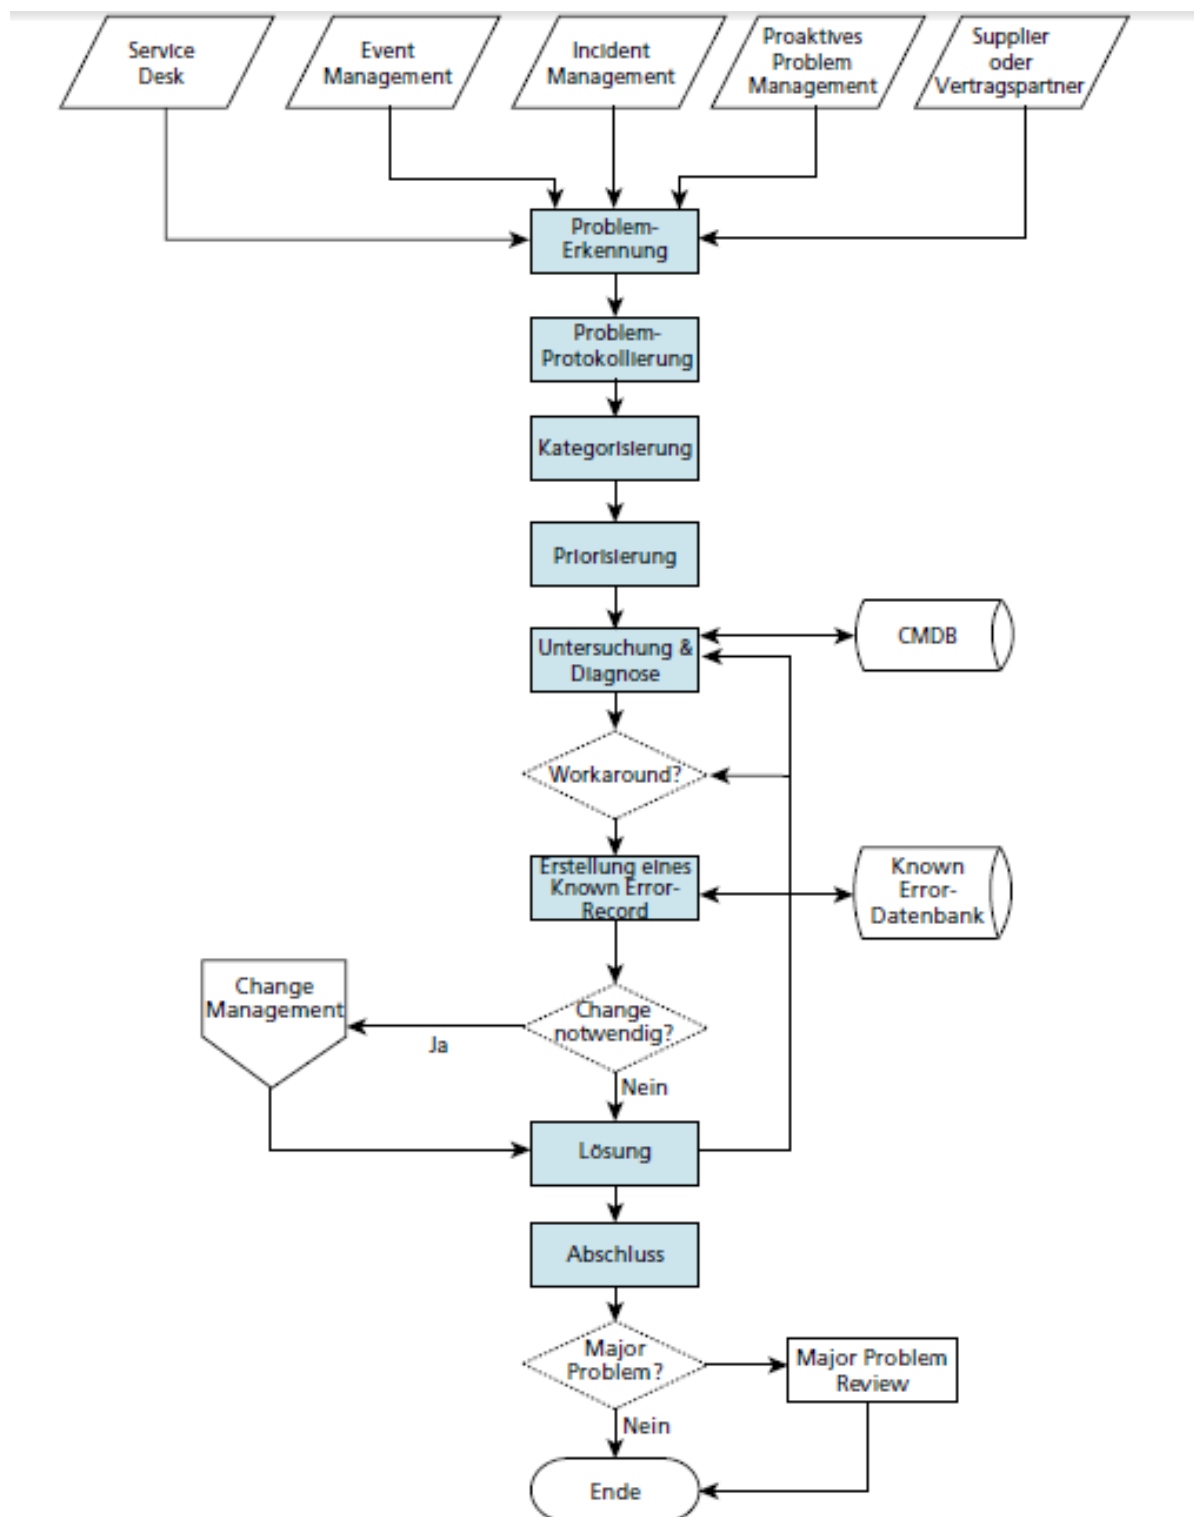 Service
Desk
Event
Management
Incident
Management
Proaktives
Problem
Management
Supplier
oder
Vertragspartner
Problem-
Erkennung
Problem-
Protokollierung
Kategorisierung
Priorisierung
Untersuchung &
Diagnose
CMDB
Workaround?
Erstellung eines
Known Error-
Record
Known
Error-
Datenbank
Change
Management
Change
notwendig?
Ja
Nein
Lösung
Abschluss
Major
Problem?
Major Problem
Review
Nein
Ende